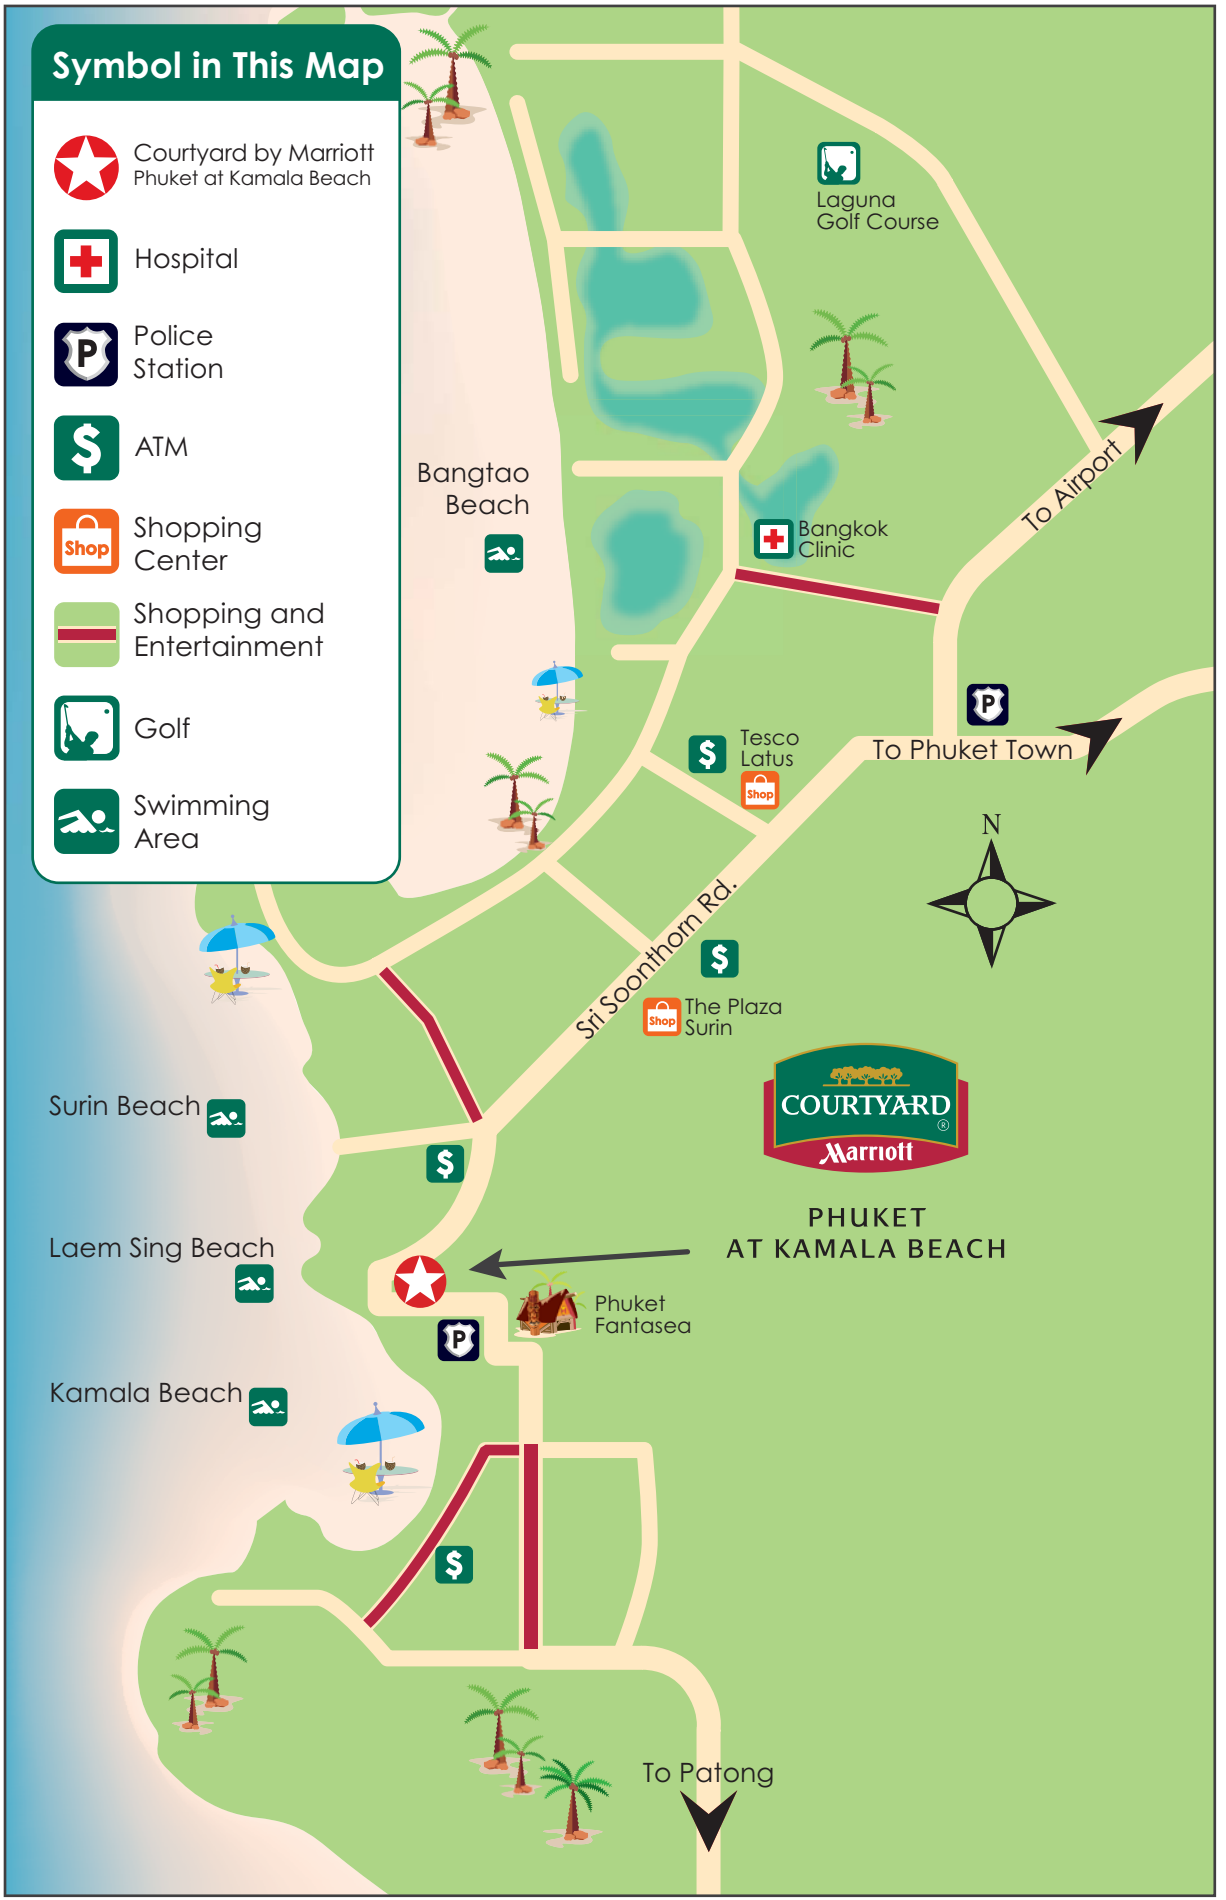 Symbol in This Map
Courtyard by Marriott
Phuket at Kamala Beach
Hospital
P
Police
Station
$
ATM
Shop
Shopping
Center
Shopping and
Entertainment
Golf
Swimming
Area
Laguna
Golf Course
Bangtao
Beach
Bangkok
Clinic
To Airport
P
To Phuket Town
$
Tesco
Latus
Shop
N
Sri Soonthorn Rd.
$
Shop
The Plaza
Surin
COURTYARD
®
Marriott
PHUKET
AT KAMALA BEACH
Surin Beach
$
Laem Sing Beach
Phuket
Fantasea
P
Kamala Beach
$
To Patong